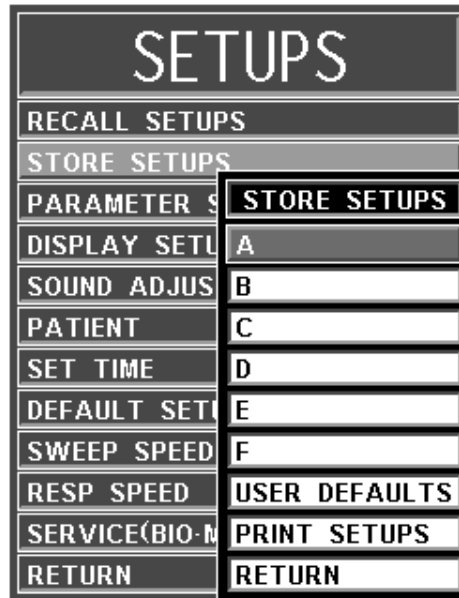 SETUPS
RECALL SETUPS
STORE SETUPS
PARAMETER S
DISPLAY SETU
SOUND ADJUS
PATIENT
SET TIME
DEFAULT SETU
SWEEP SPEED
RESP SPEED
SERVICE(BIO-M
RETURN
STORE SETUPS
A
B
C
D
E
F
USER DEFAULTS
PRINT SETUPS
RETURN